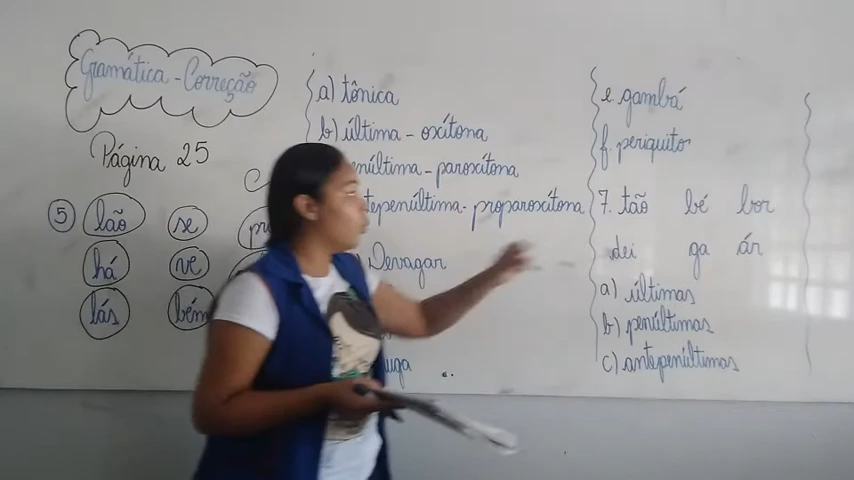 Gramática - Correção
Página 25
5 lão se
há ve
lás bém
a) tônica
b) última - oxítona
penúltima - paroxítona
tepenúltima - proparoxítona
Devagar
uga
e. gambá
f. periquito
7. tão bé bor
dei ga ár
a) últimas
b) penúltimas
c) antepenúltimas